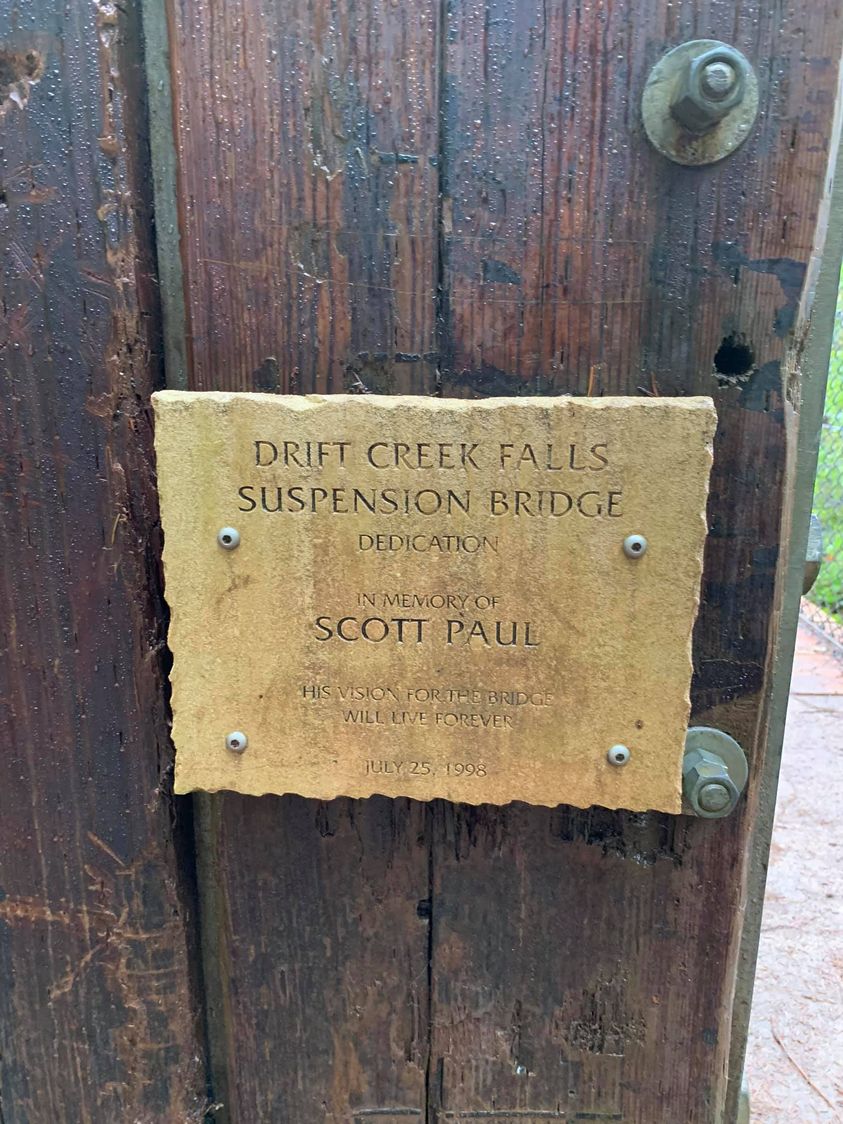 DRIFT CREEK FALLS
SUSPENSION BRIDGE
DEDICATION
IN MEMORY OF
SCOTT PAUL
HIS VISION FOR THE BRIDGE
WILL LIVE FOREVER
JULY 25, 1998